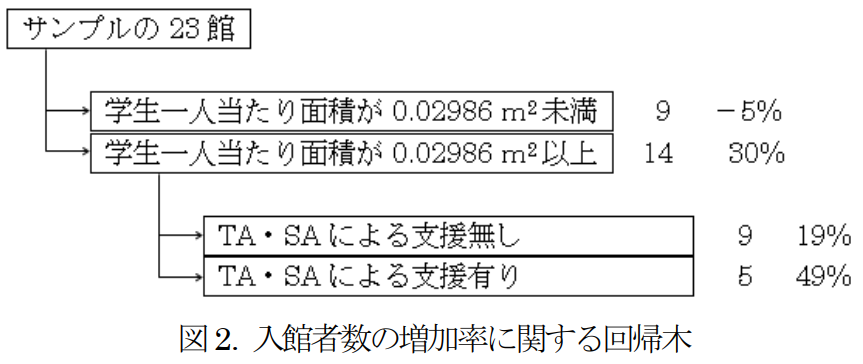 サンプルの 23 館
学生一人当たり面積が 0.02986 m²未満 9 －5%
学生一人当たり面積が 0.02986 m²以上 14 30%
TA・SA による支援無し 9 19%
TA・SA による支援有り 5 49%
図 2. 入館者数の増加率に関する回帰木